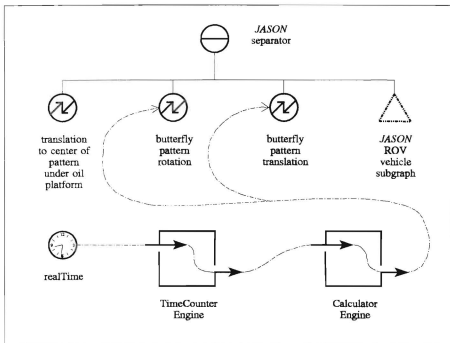 JASON
separator
translation
to center of
pattern
under oil
platform
butterfly
pattern
rotation
butterfly
pattern
translation
JASON
ROV
vehicle
subgraph
realTime
TimeCounter
Engine
Calculator
Engine